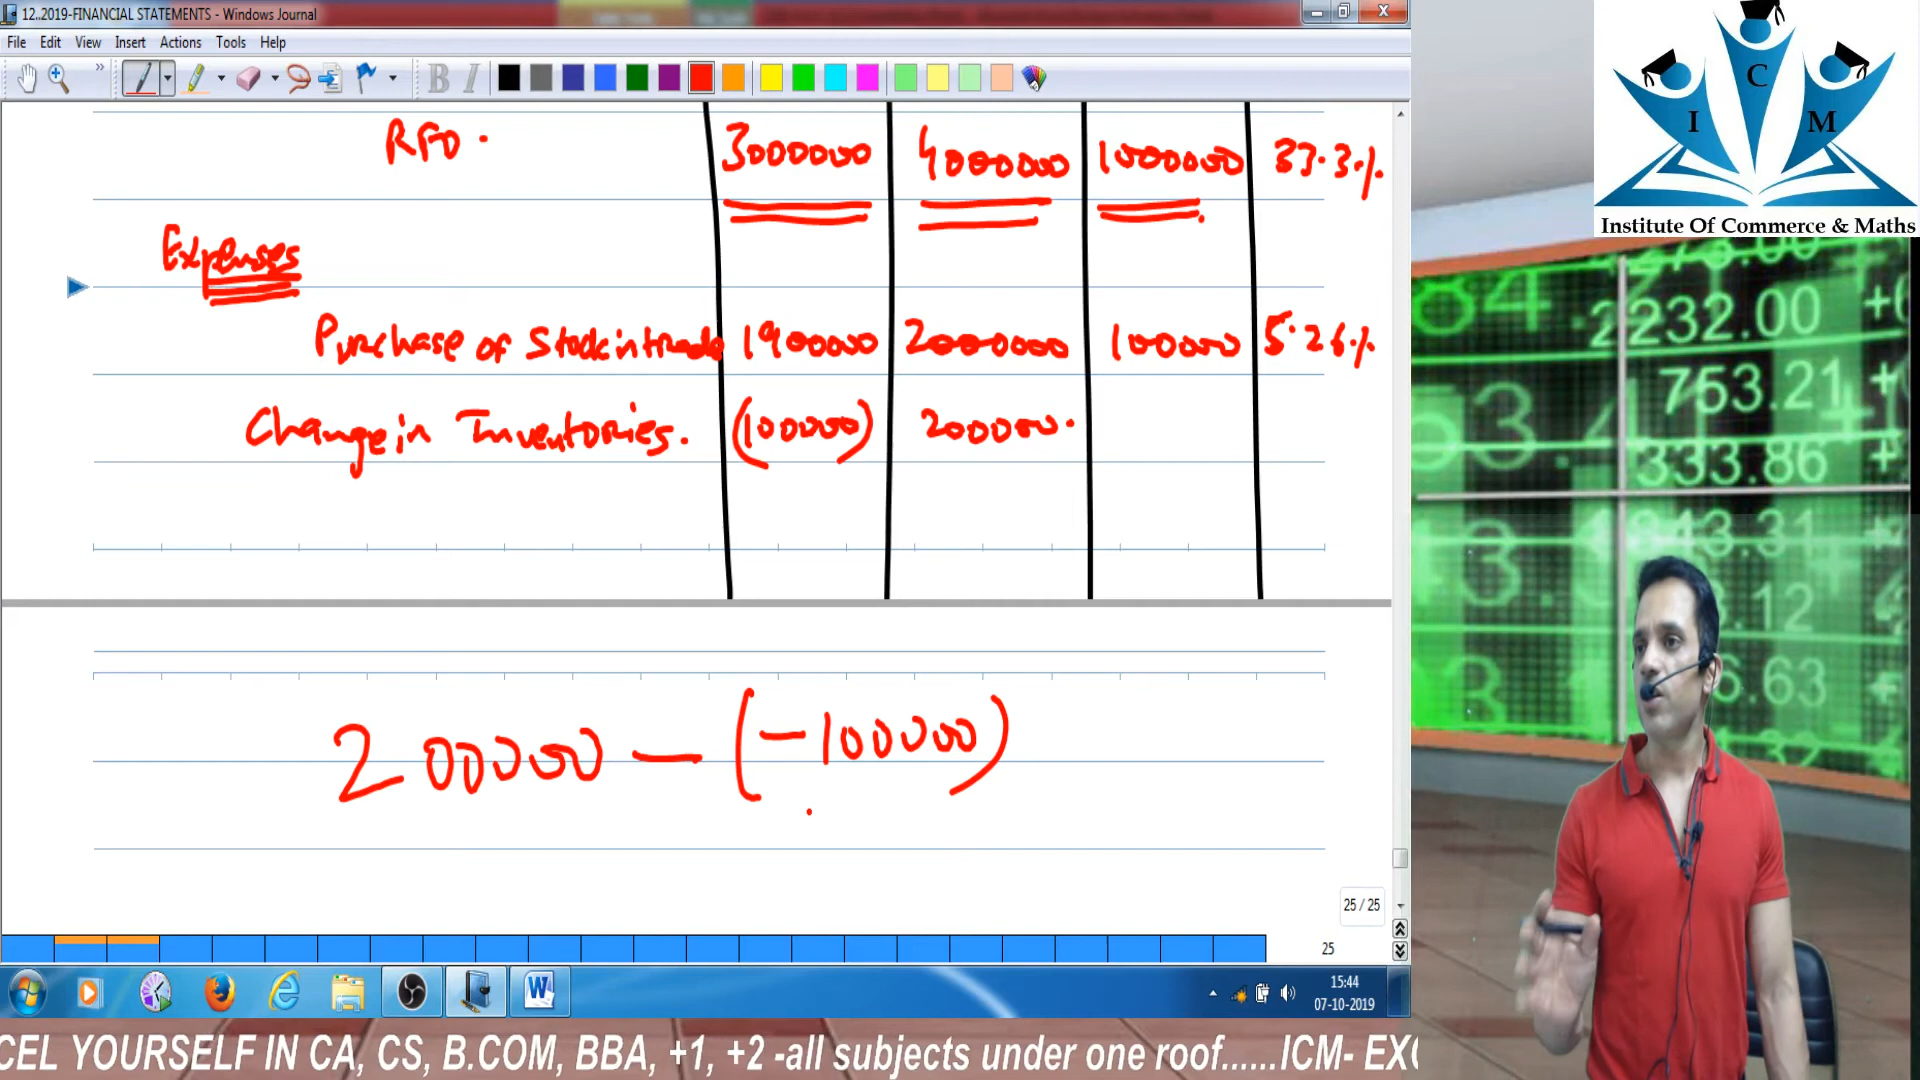 12..2019-FINANCIAL STATEMENTS - Windows Journal
File Edit View Insert Actions Tools Help
B I
I C M
Institute Of Commerce & Maths
RFO. 3000000 4000000 1000000 33.3%
Expenses
Purchase of Stock in trade 1900000 2000000 100000 5.26%
Change in Inventories. (100000) 200000.
200000 — (-100000)
2232.00
753.21
333.86
25 / 25
25
15:44
07-10-2019
CEL YOURSELF IN CA, CS, B.COM, BBA, +1, +2 -all subjects under one roof......ICM- EXC